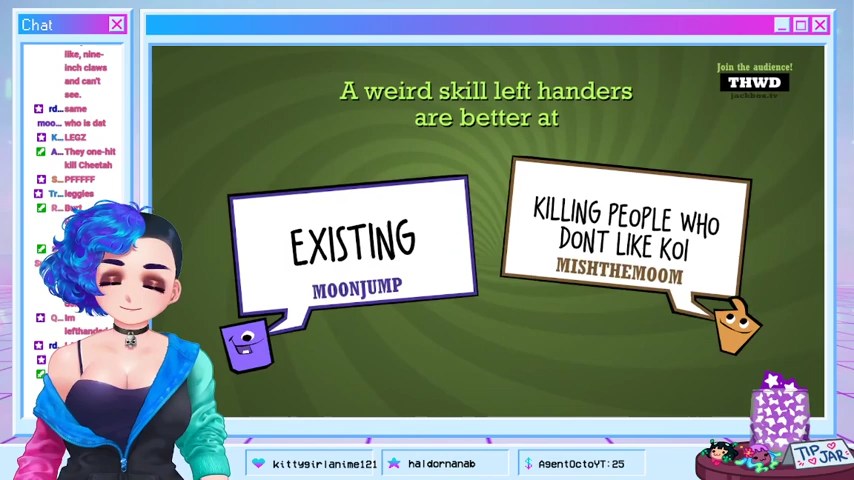 Chat
like, nine-
inch claws
and can't
see.
rd... same
moo... who is dat
K... LEGZ
A... They one-hit
kill Cheetah
S... PFFFFF
Tr... leggies
R...
Q... Im
lefthanded
rd...
A weird skill left handers
are better at
Join the audience!
THWD
jackbox.tv
EXISTING
MOONJUMP
KILLING PEOPLE WHO
DONT LIKE KOI
MISHTHEMOOM
kittygirlanime121
haldornanab
AgentOctoYT: 25
TIP
JAR